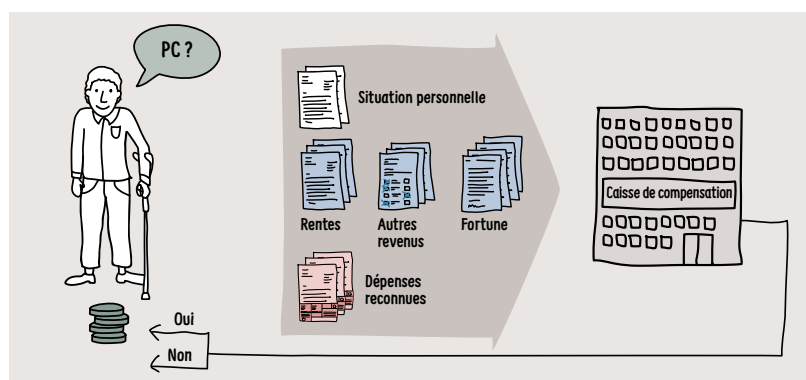 PC ?
Situation personnelle
Rentes
Autres
revenus
Fortune
Dépenses
reconnues
Caisse de compensation
Oui
Non